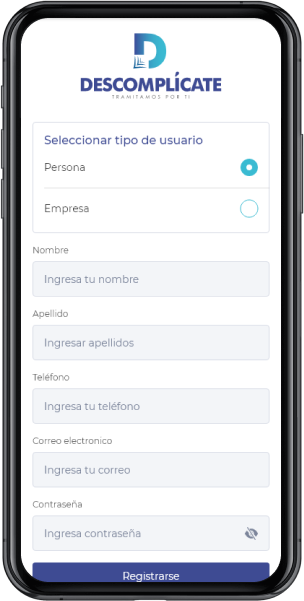 DESCOMPLÍCATE
TRAMITAMOS POR TI
Seleccionar tipo de usuario
Persona
Empresa
Nombre
Ingresa tu nombre
Apellido
Ingresar apellidos
Teléfono
Ingresa tu teléfono
Correo electronico
Ingresa tu correo
Contraseña
Ingresa contraseña
Registrarse